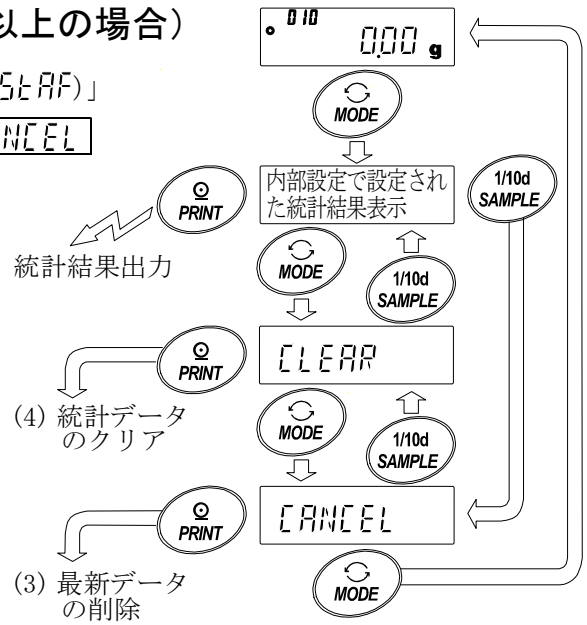 以上の場合）
010
0.00 g
StAF)」
NCEL
MODE
内部設定で設定され
た統計結果表示
PRINT
1/10d
SAMPLE
統計結果出力
MODE
1/10d
SAMPLE
PRINT
CLEAR
(4) 統計データ
のクリア
MODE
1/10d
SAMPLE
PRINT
CANCEL
(3) 最新データ
の削除
MODE